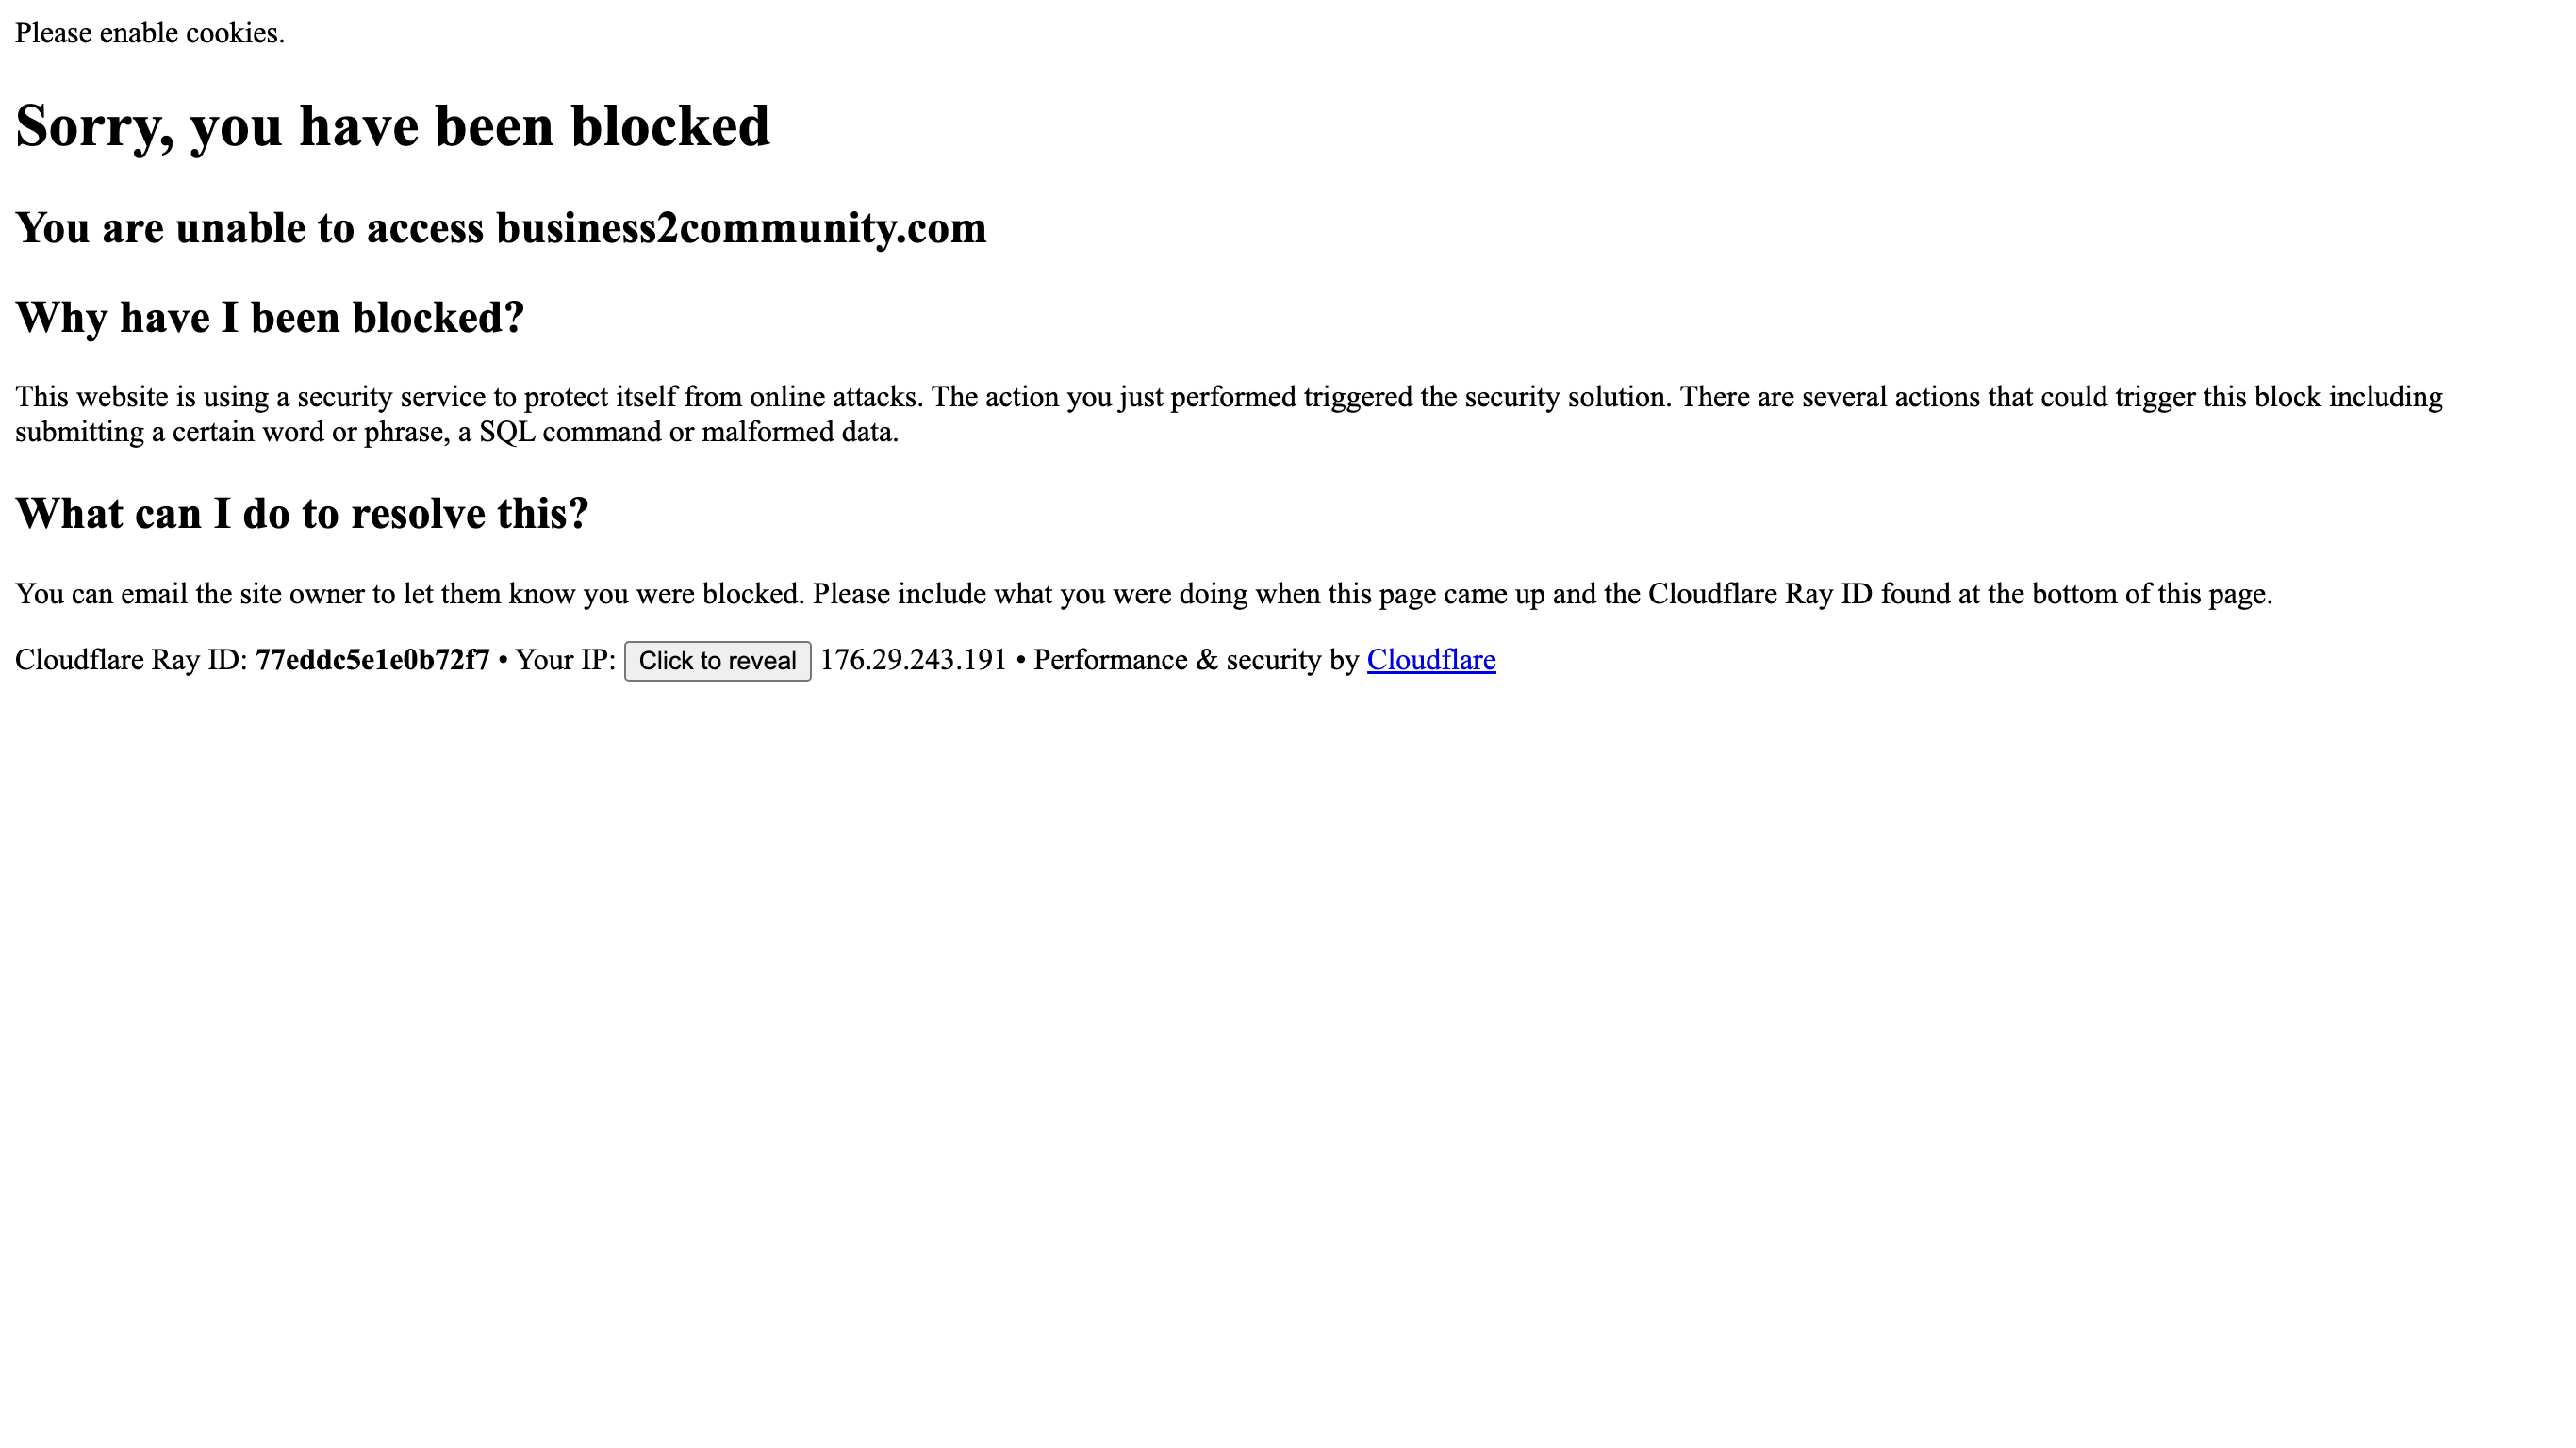 Please enable cookies.
Sorry, you have been blocked
You are unable to access business2community.com
Why have I been blocked?
This website is using a security service to protect itself from online attacks. The action you just performed triggered the security solution. There are several actions that could trigger this block including
submitting a certain word or phrase, a SQL command or malformed data.
What can I do to resolve this?
You can email the site owner to let them know you were blocked. Please include what you were doing when this page came up and the Cloudflare Ray ID found at the bottom of this page.
Cloudflare Ray ID: 77eddc5e1e0b72f7 • Your IP: Click to reveal 176.29.243.191 • Performance & security by Cloudflare